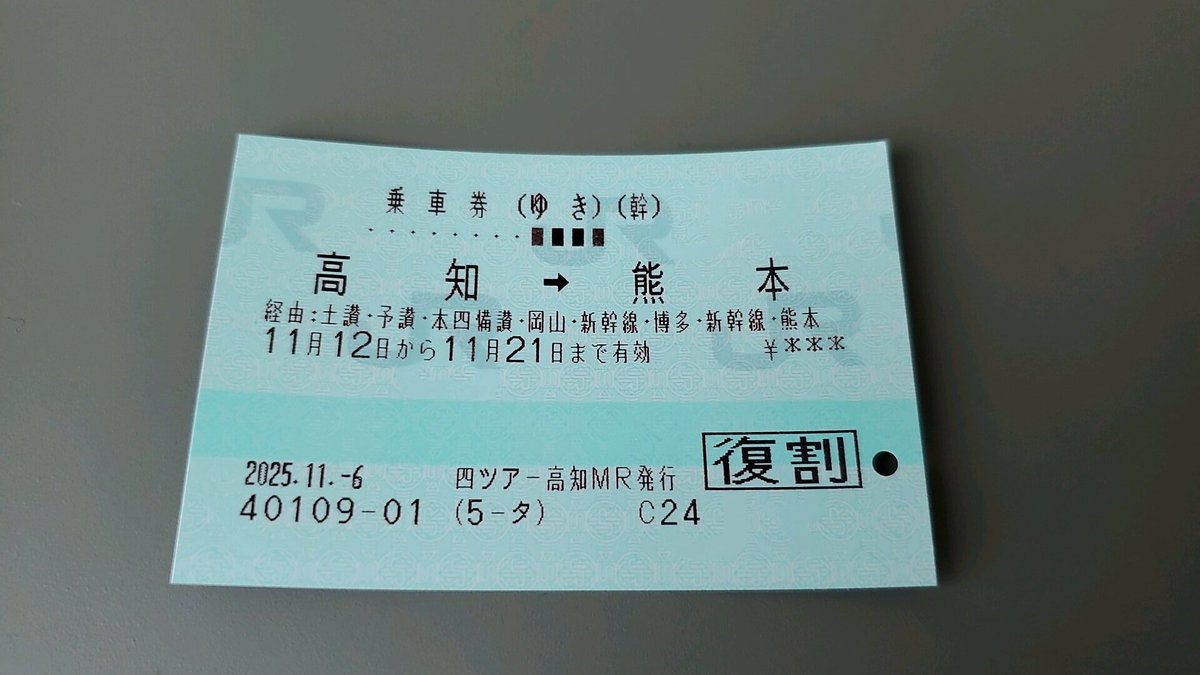 乗車券(ゆき)(幹)
高知→熊本
経由:土讃・予讃・本四備讃・岡山・新幹線・博多・新幹線・熊本
11月12日から11月21日まで有効 ¥***
復割
2025.11.-6 四ツアー高知MR発行
40109-01 (5-タ) C24